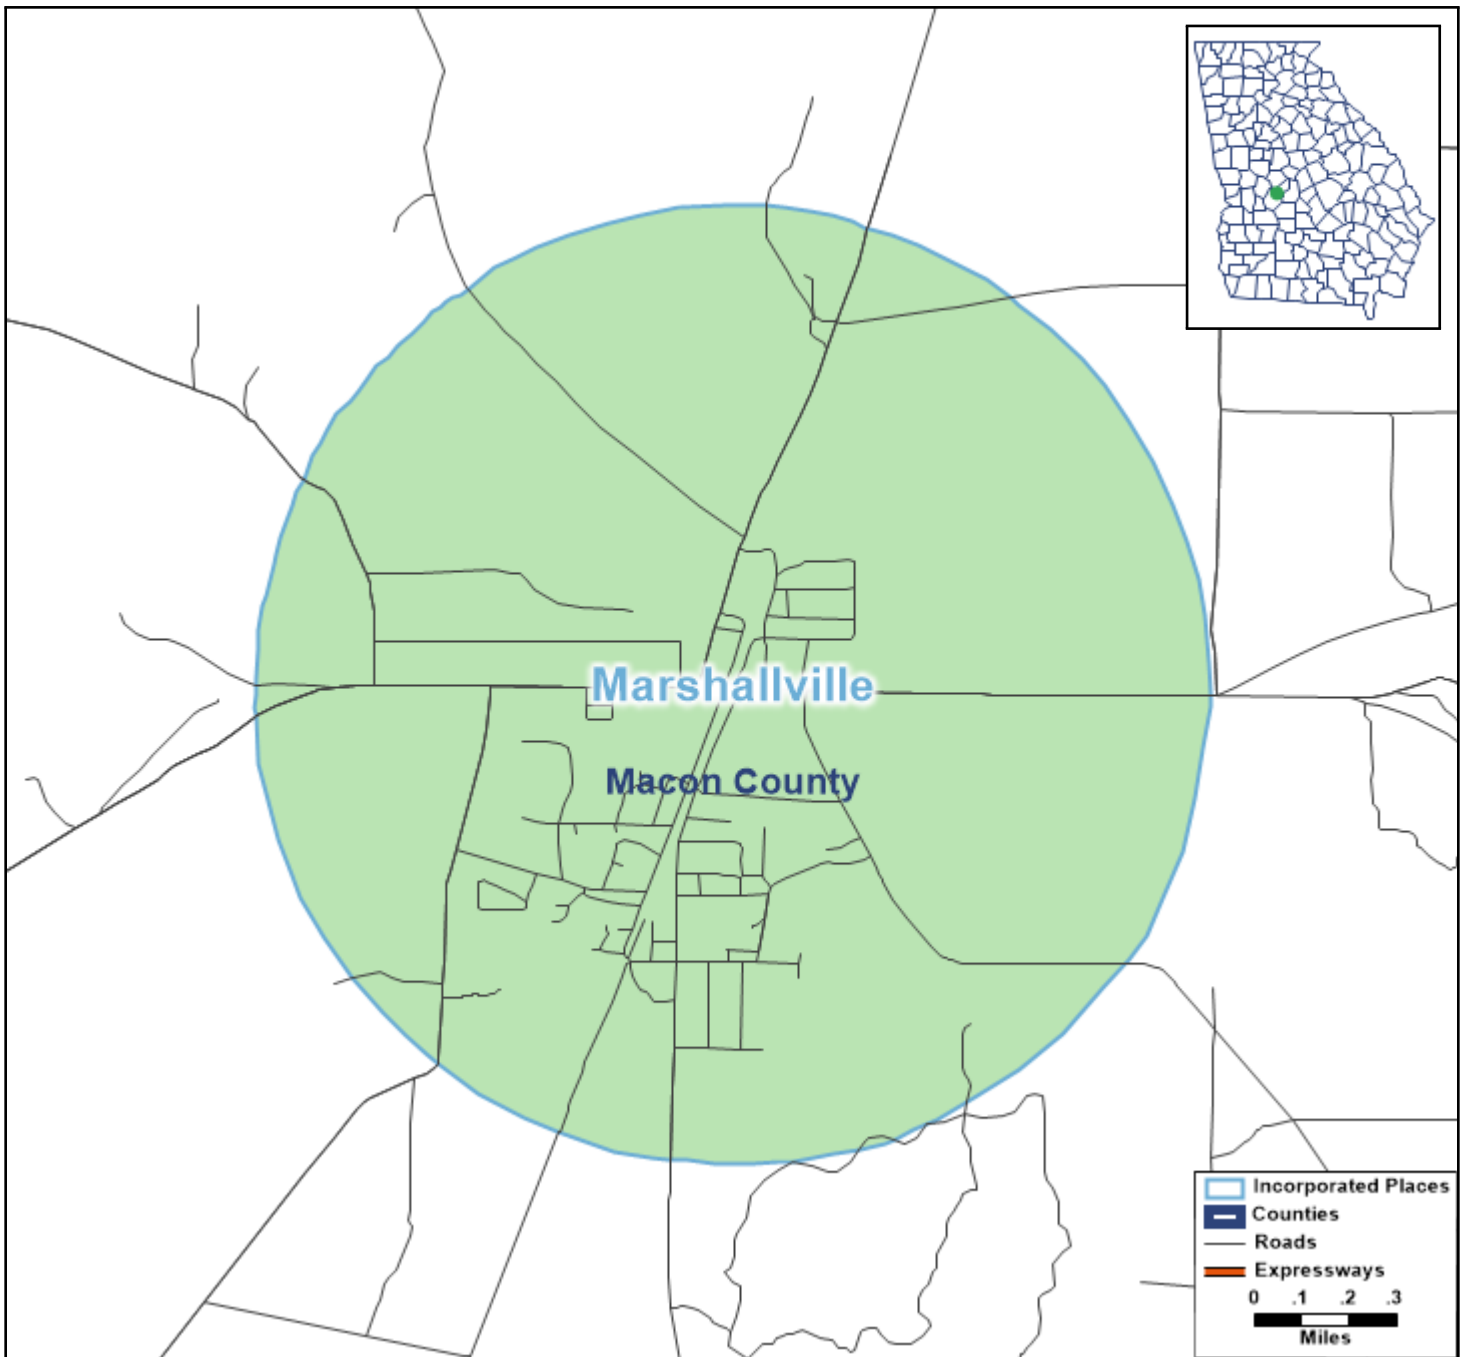 Marshallville
Macon County
Incorporated Places
Counties
Roads
Expressways
0 .1 .2 .3
Miles